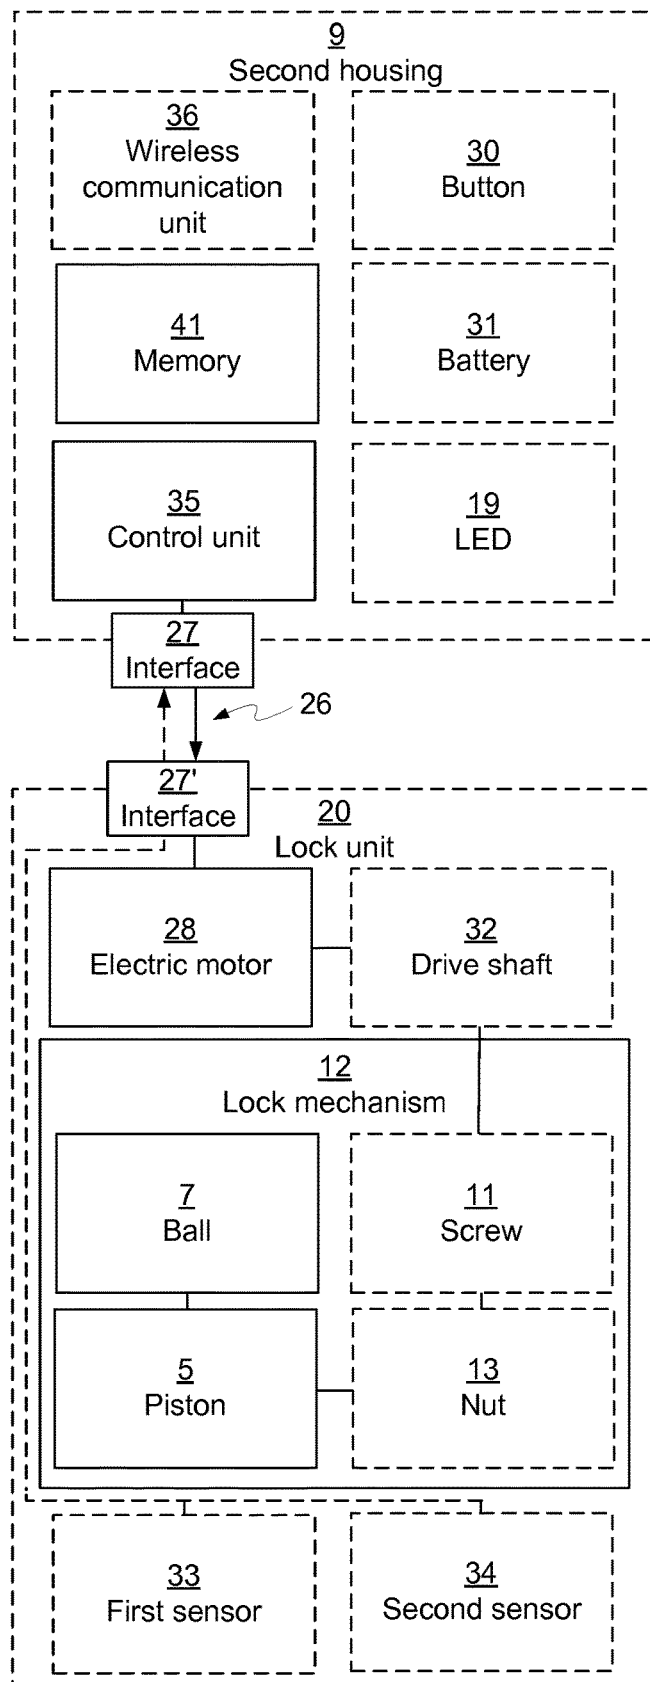 9
Second housing
36
Wireless
communication
unit
30
Button
41
Memory
31
Battery
35
Control unit
19
LED
27
Interface
26
27'
Interface
20
Lock unit
28
Electric motor
32
Drive shaft
12
Lock mechanism
7
Ball
11
Screw
5
Piston
13
Nut
33
First sensor
34
Second sensor